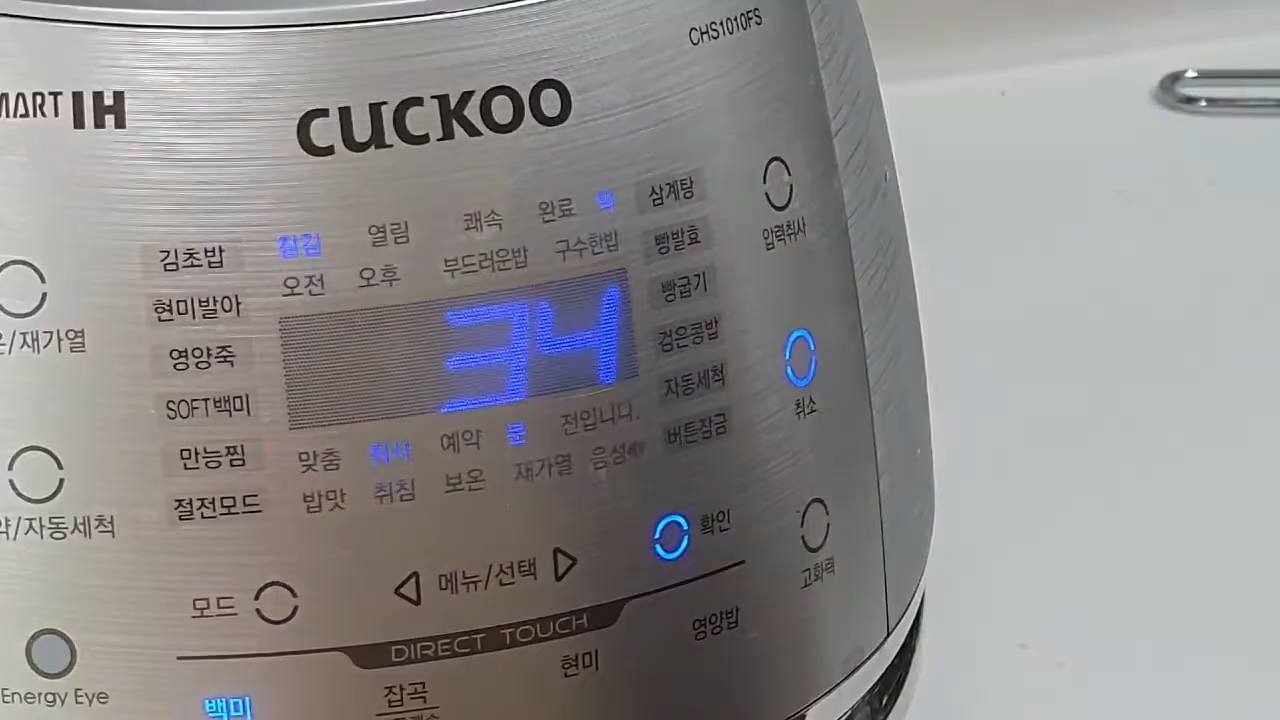 CHS1010FS
MART IH
CUCKOO
김초밥
현미발아
영양죽
SOFT백미
만능찜
절전모드
잠김 열림 쾌속 완료
오전 오후 부드러운밥 구수한밥
34
맞춤 취사 예약 분 전입니다.
밥맛 취침 보온 재가열 음성
삼계탕
빵발효
빵굽기
검은콩밥
자동세척
버튼잠금
압력취사
취소
고화력
/재가열
/자동세척
모드
메뉴/선택
확인
DIRECT TOUCH
Energy Eye
백미
잡곡
현미
영양밥